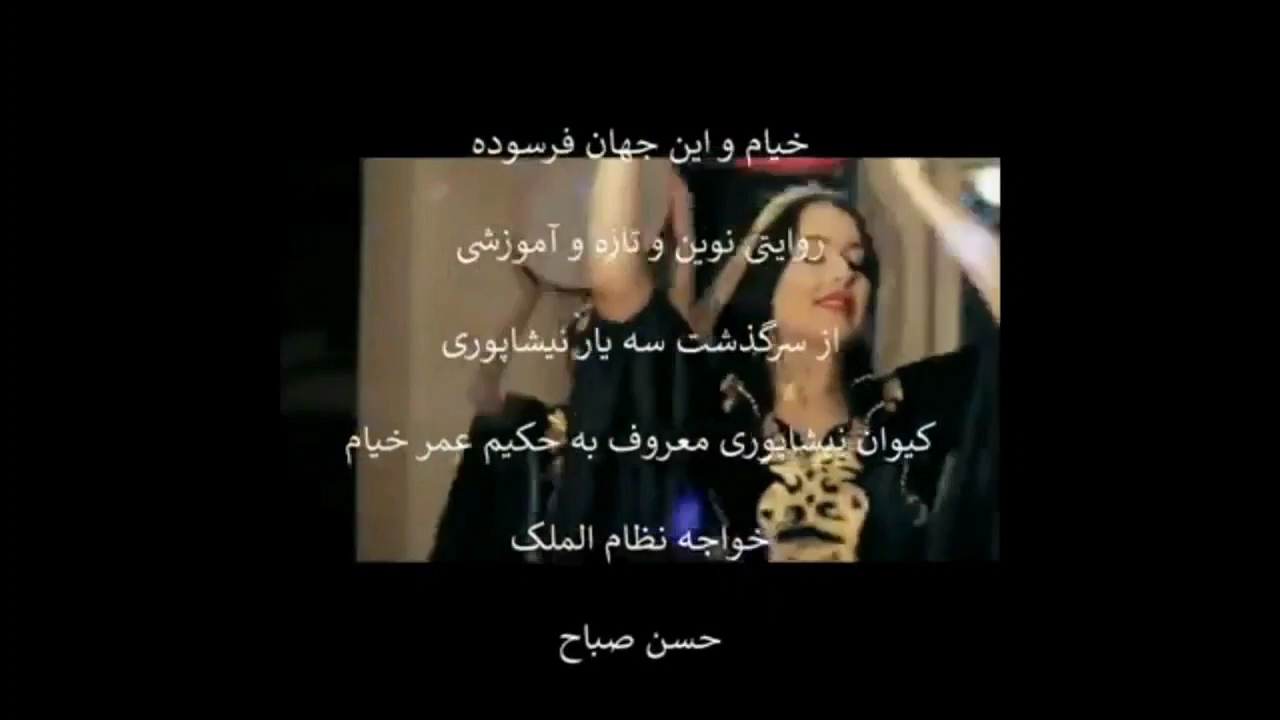 خیام و این جهان فرسوده
روایتی نوین و تازه و آموزشی
از سرگذشت سه یار نیشاپوری
کیوان نیشاپوری معروف به حکیم عمر خیام
خواجه نظام الملک
حسن صباح